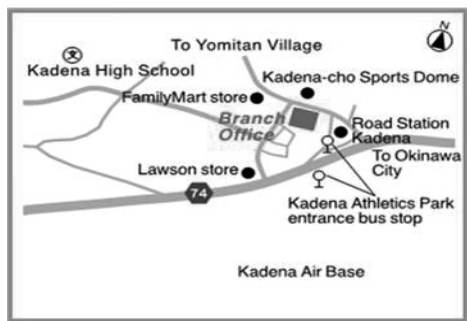 N
To Yomitan Village
Kadena High School
Kadena-cho Sports Dome
FamilyMart store
Branch
Office
Road Station
Kadena
To Okinawa
City
Lawson store
74
Kadena Athletics Park
entrance bus stop
Kadena Air Base